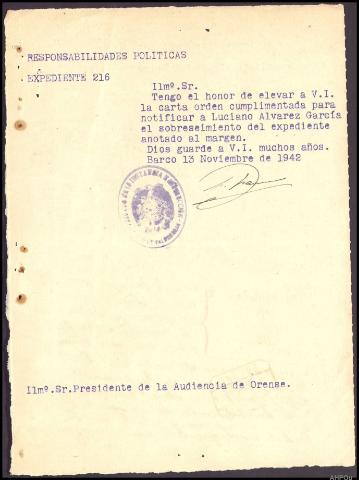 RESPONSABILIDADES POLITICAS
EXPEDIENTE 216
Ilmº.Sr.
Tengo el honor de elevar a V.I.
la carta orden cumplimentada para
notificar a Luciano Alvarez García
el sobreseimiento del expediente
anotado al margen.
Dios guarde a V.I. muchos años.
Barco 13 Noviembre de 1942
Ilmº.Sr.Presidente de la Audiencia de Orense.
AHPOu